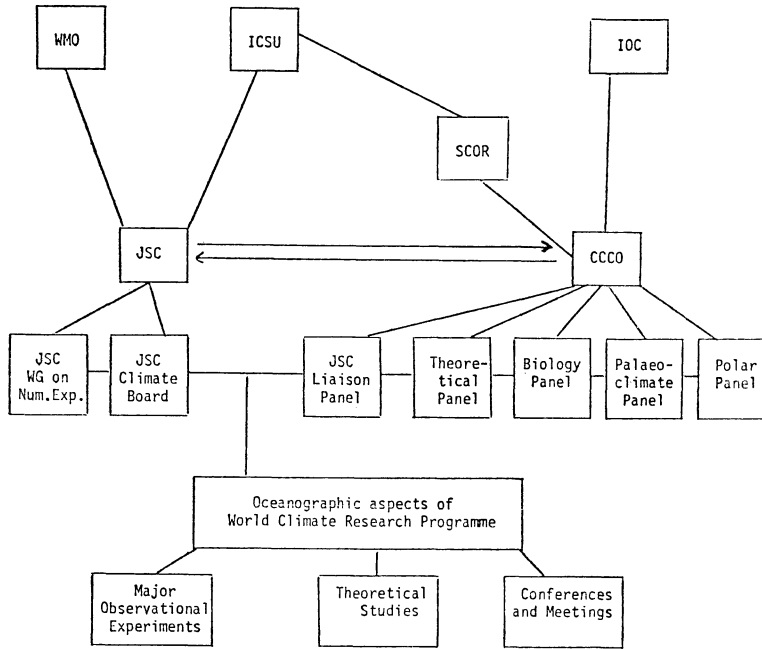 WMO
ICSU
IOC
SCOR
JSC
CCCO
JSC
WG on
Num.Exp.
JSC
Climate
Board
JSC
Liaison
Panel
Theore-
tical
Panel
Biology
Panel
Palaeo-
climate
Panel
Polar
Panel
Oceanographic aspects of
World Climate Research Programme
Major
Observational
Experiments
Theoretical
Studies
Conferences
and Meetings